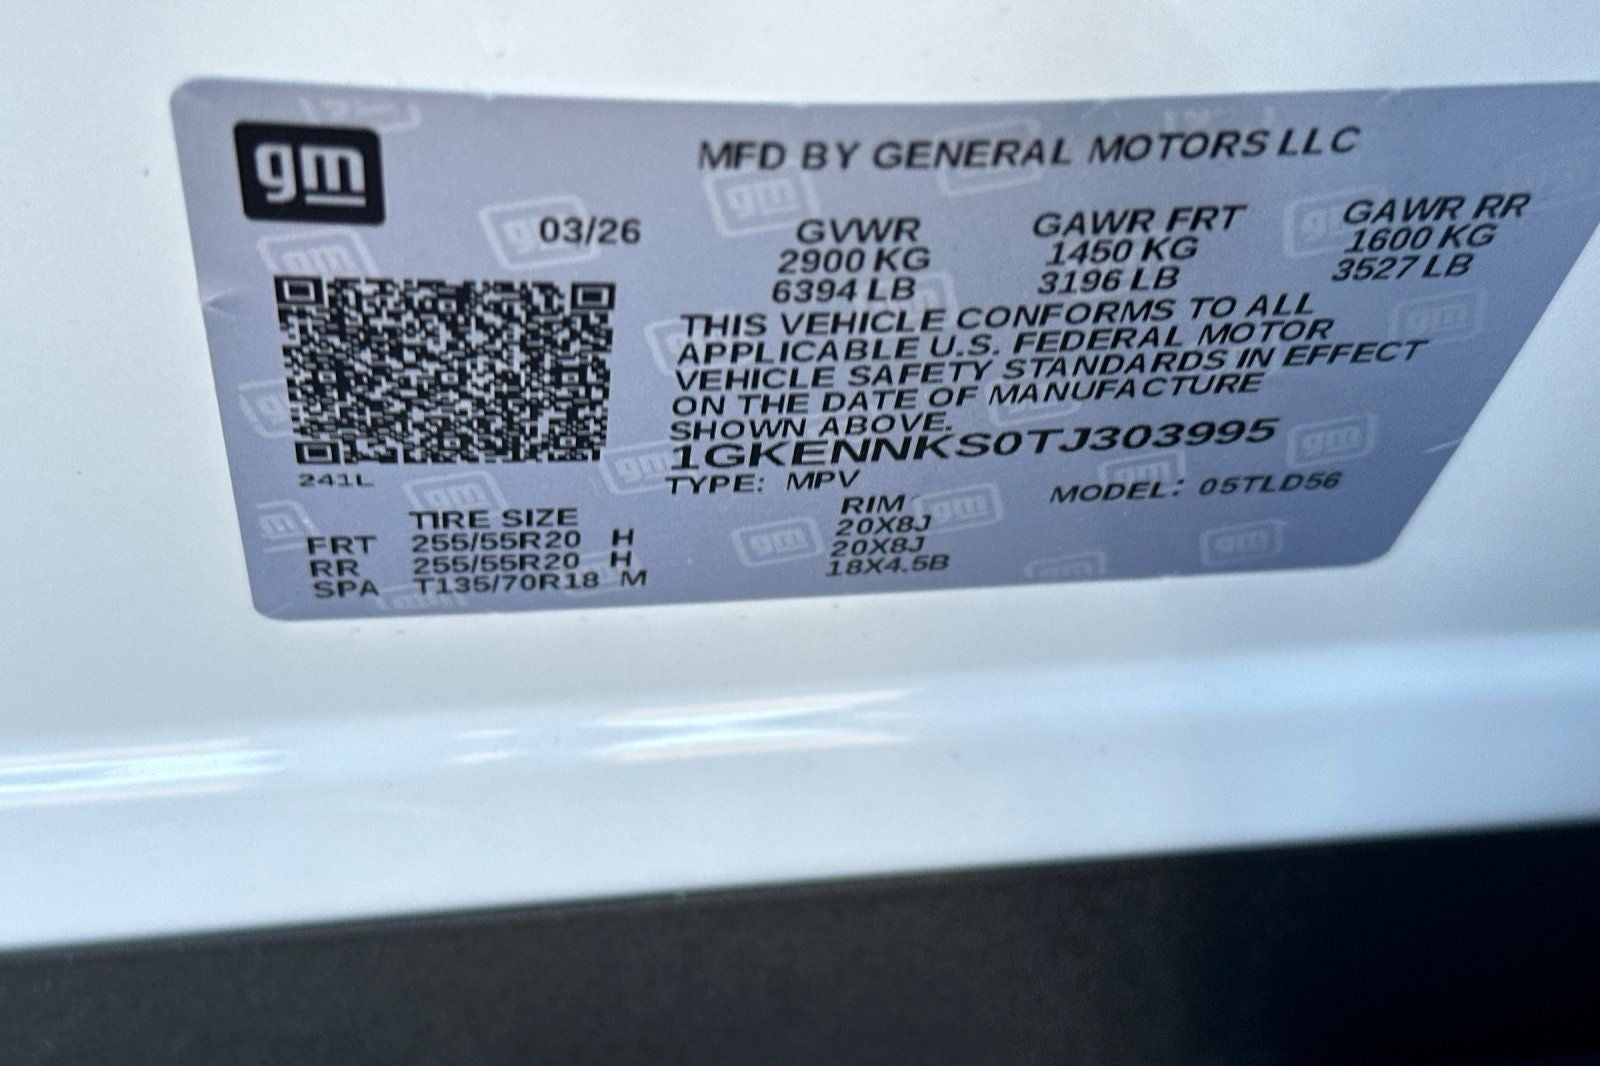 gm
MFD BY GENERAL MOTORS LLC
03/26
GVWR GAWR FRT GAWR RR
2900 KG 1450 KG 1600 KG
6394 LB 3196 LB 3527 LB
THIS VEHICLE CONFORMS TO ALL
APPLICABLE U.S. FEDERAL MOTOR
VEHICLE SAFETY STANDARDS IN EFFECT
ON THE DATE OF MANUFACTURE
SHOWN ABOVE.
1GKENNKS0TJ303995
241L
TYPE: MPV MODEL: 05TLD56
TIRE SIZE RIM
FRT 255/55R20 H 20X8J
RR 255/55R20 H 20X8J
SPA T135/70R18 M 18X4.5B